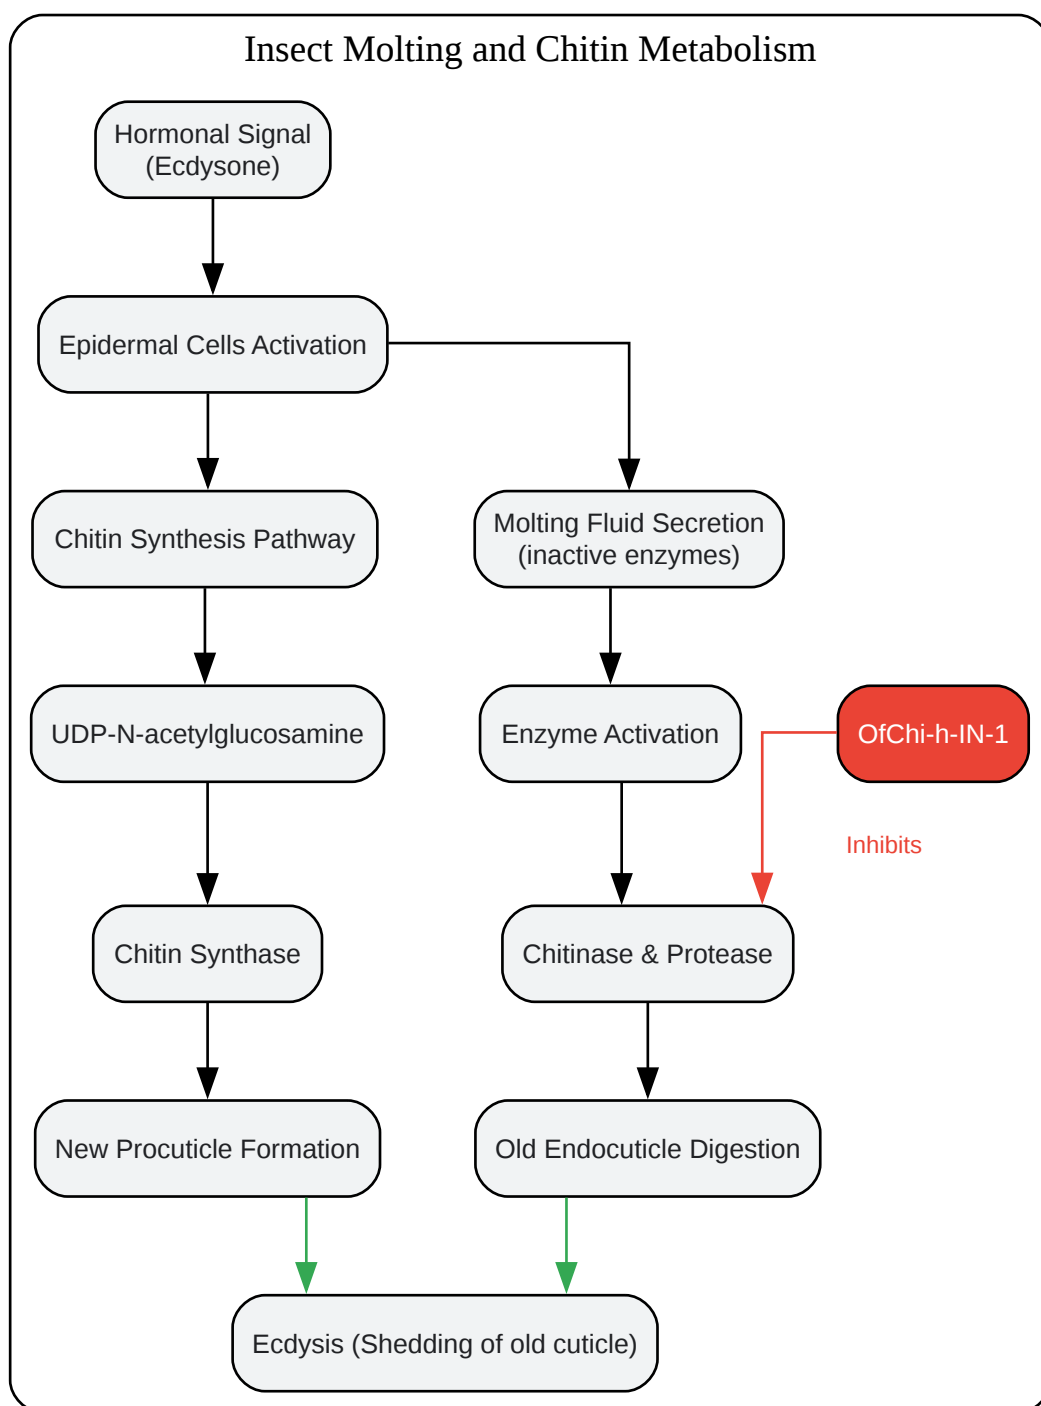 Insect Molting and Chitin Metabolism
Hormonal Signal
(Ecdysone)
Epidermal Cells Activation
Chitin Synthesis Pathway
Molting Fluid Secretion
(inactive enzymes)
UDP-N-acetylglucosamine
Enzyme Activation
OfChi-h-IN-1
Inhibits
Chitin Synthase
Chitinase & Protease
New Procuticle Formation
Old Endocuticle Digestion
Ecdysis (Shedding of old cuticle)